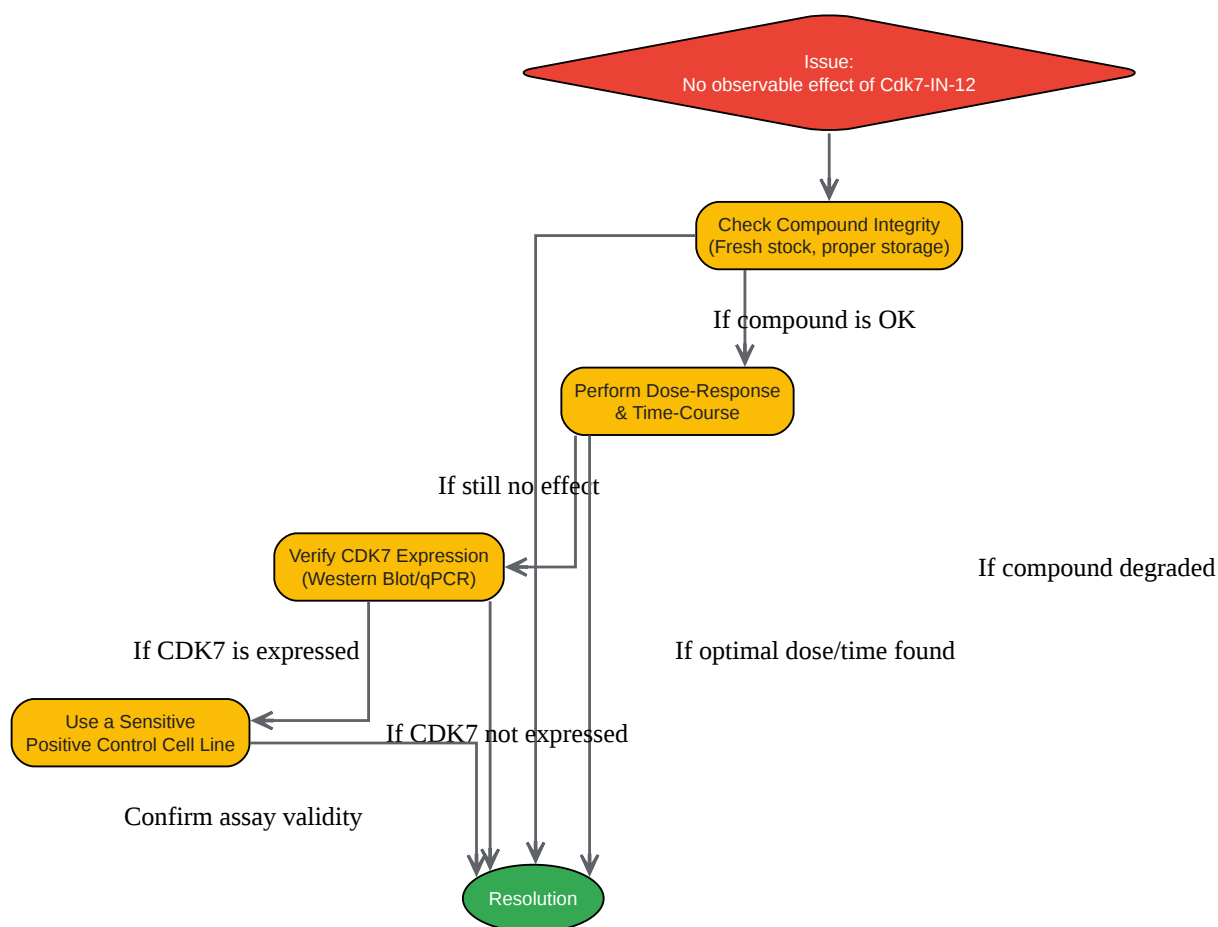 Issue:
No observable effect of Cdk7-IN-12
Check Compound Integrity
(Fresh stock, proper storage)
If compound is OK
Perform Dose-Response
& Time-Course
If still no effect
Verify CDK7 Expression
(Western Blot/qPCR)
If compound degraded
If CDK7 is expressed
If optimal dose/time found
Use a Sensitive
Positive Control Cell Line
If CDK7 not expressed
Confirm assay validity
Resolution